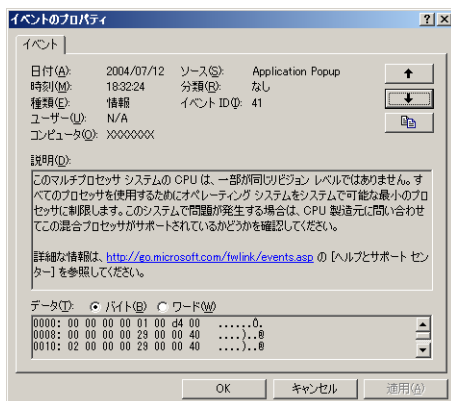 イベントのプロパティ
イベント
日付(A): 2004/07/12 ソース(S): Application Popup
時刻(M): 18:32:24 分類(R): なし
種類(E): 情報 イベント ID(I): 41
ユーザー(U): N/A
コンピュータ(O): XXXXXXXX
説明(D):
このマルチプロセッサ システムの CPU は、一部が同じリビジョン レベルではありません。す
べてのプロセッサを使用するためにオペレーティング システムをシステムで可能な最小のプロ
セッサに制限します。このシステムで問題が発生する場合は、CPU 製造元に問い合わせ
てこの混合プロセッサがサポートされているかどうかを確認してください。
詳細な情報は、http://go.microsoft.com/fwlink/events.asp の [ヘルプとサポート セン
ター] を参照してください。
データ(T): バイト(B) ワード(W)
0000: 00 00 00 00 01 00 d4 00 ......Ô.
0008: 00 00 00 00 29 00 00 40 ....)..@
0010: 02 00 00 00 29 00 00 40 ....)..@
OK キャンセル 適用(A)